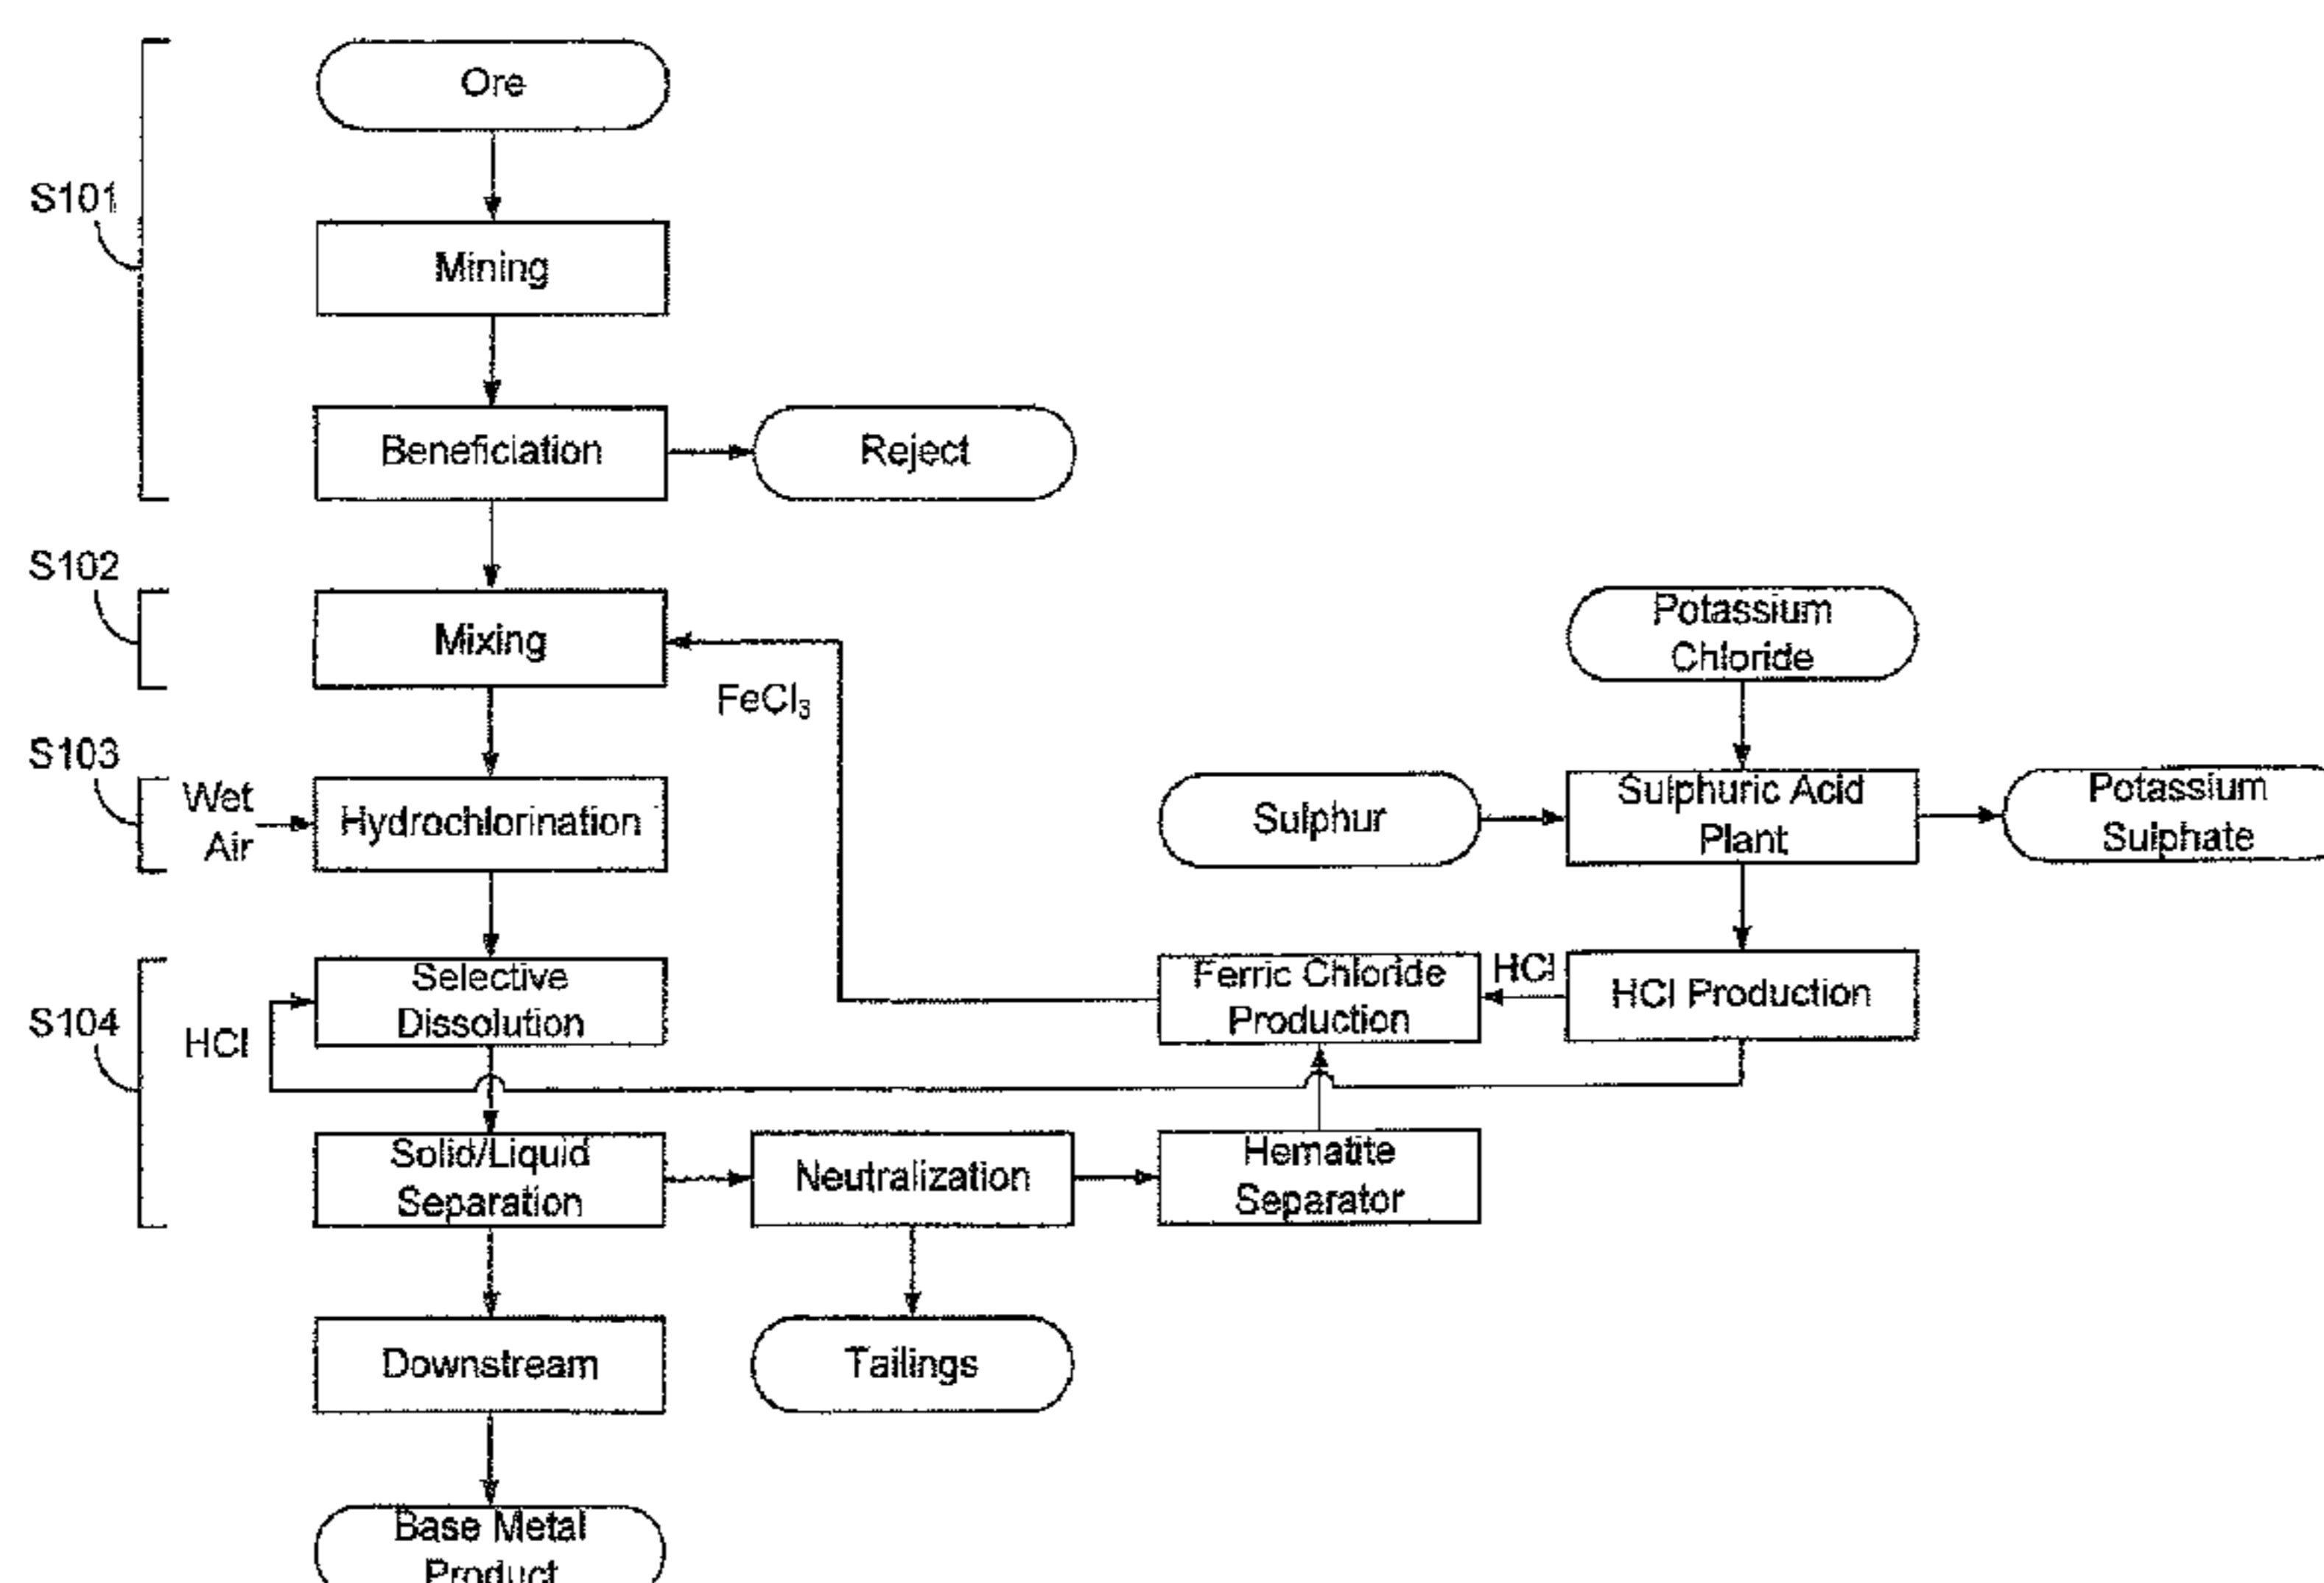 Ore
S101
Mining
Beneficiation
Reject
S102
Mixing
FeCl₃
Potassium
Chloride
S103
Wet
Air
Hydrochlorination
Sulphur
Sulphuric Acid
Plant
Potassium
Sulphate
S104
HCl
Selective
Dissolution
Ferric Chloride
Production
HCl
HCl Production
Solid/Liquid
Separation
Neutralization
Hematite
Separator
Downstream
Tailings
Base Metal
Product